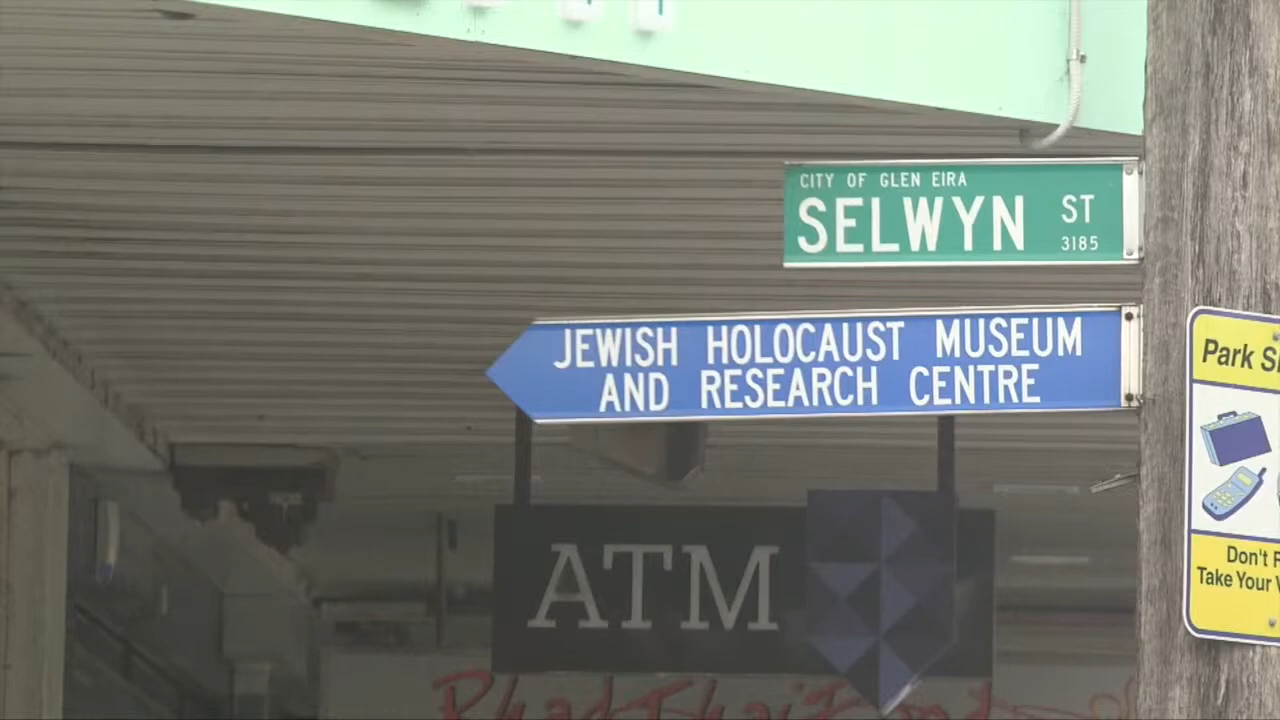 CITY OF GLEN EIRA
SELWYN ST
3185
JEWISH HOLOCAUST MUSEUM
AND RESEARCH CENTRE
Park
ATM
Don't
Take Your